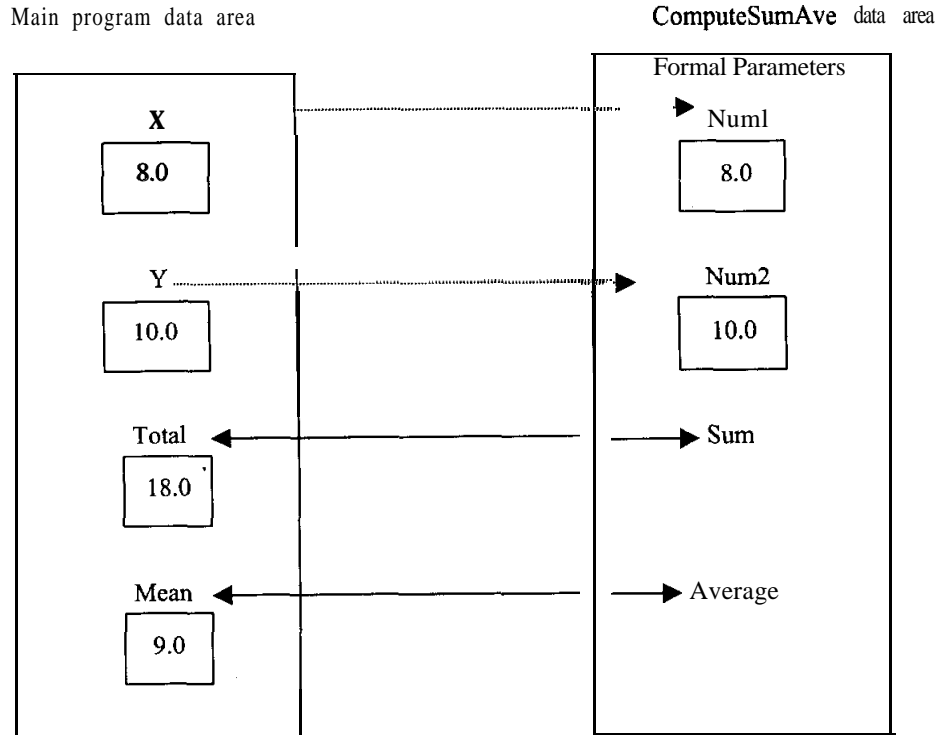 Main program data area
ComputeSumAve data area
Formal Parameters
X
Num1
8.0
8.0
Y
Num2
10.0
10.0
Total
Sum
18.0
Mean
Average
9.0